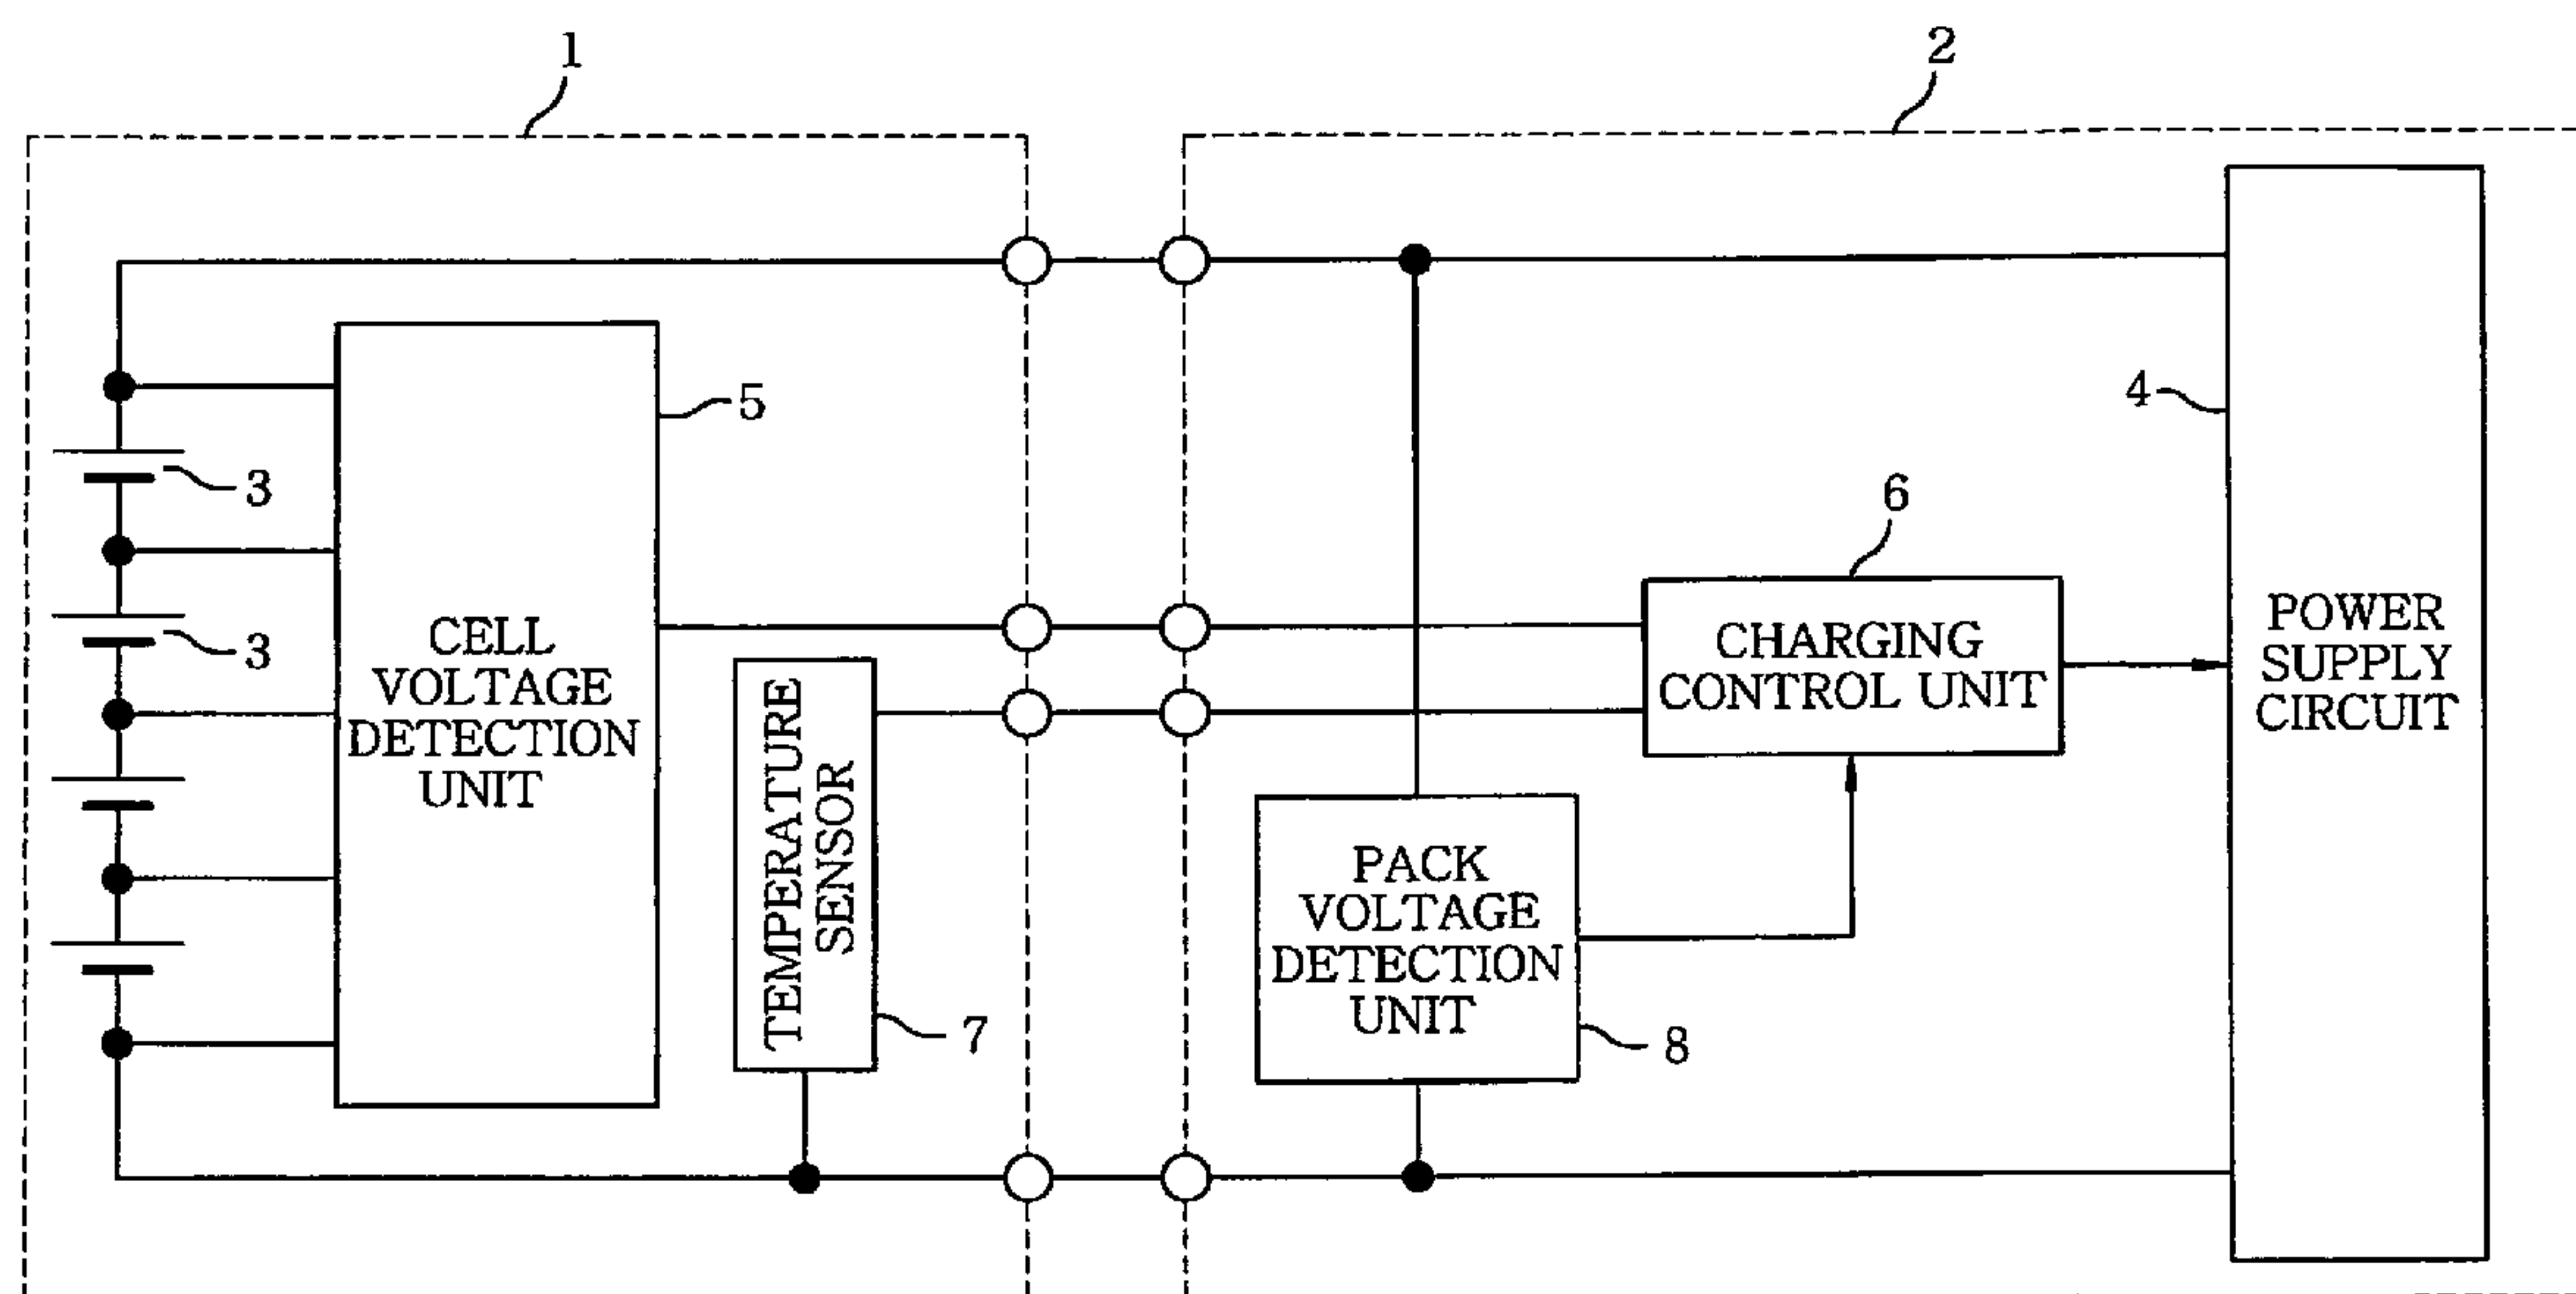 1
2
5
4
3
6
3
CELL
VOLTAGE
DETECTION
UNIT
TEMPERATURE
SENSOR
7
CHARGING
CONTROL UNIT
POWER
SUPPLY
CIRCUIT
PACK
VOLTAGE
DETECTION
UNIT
8